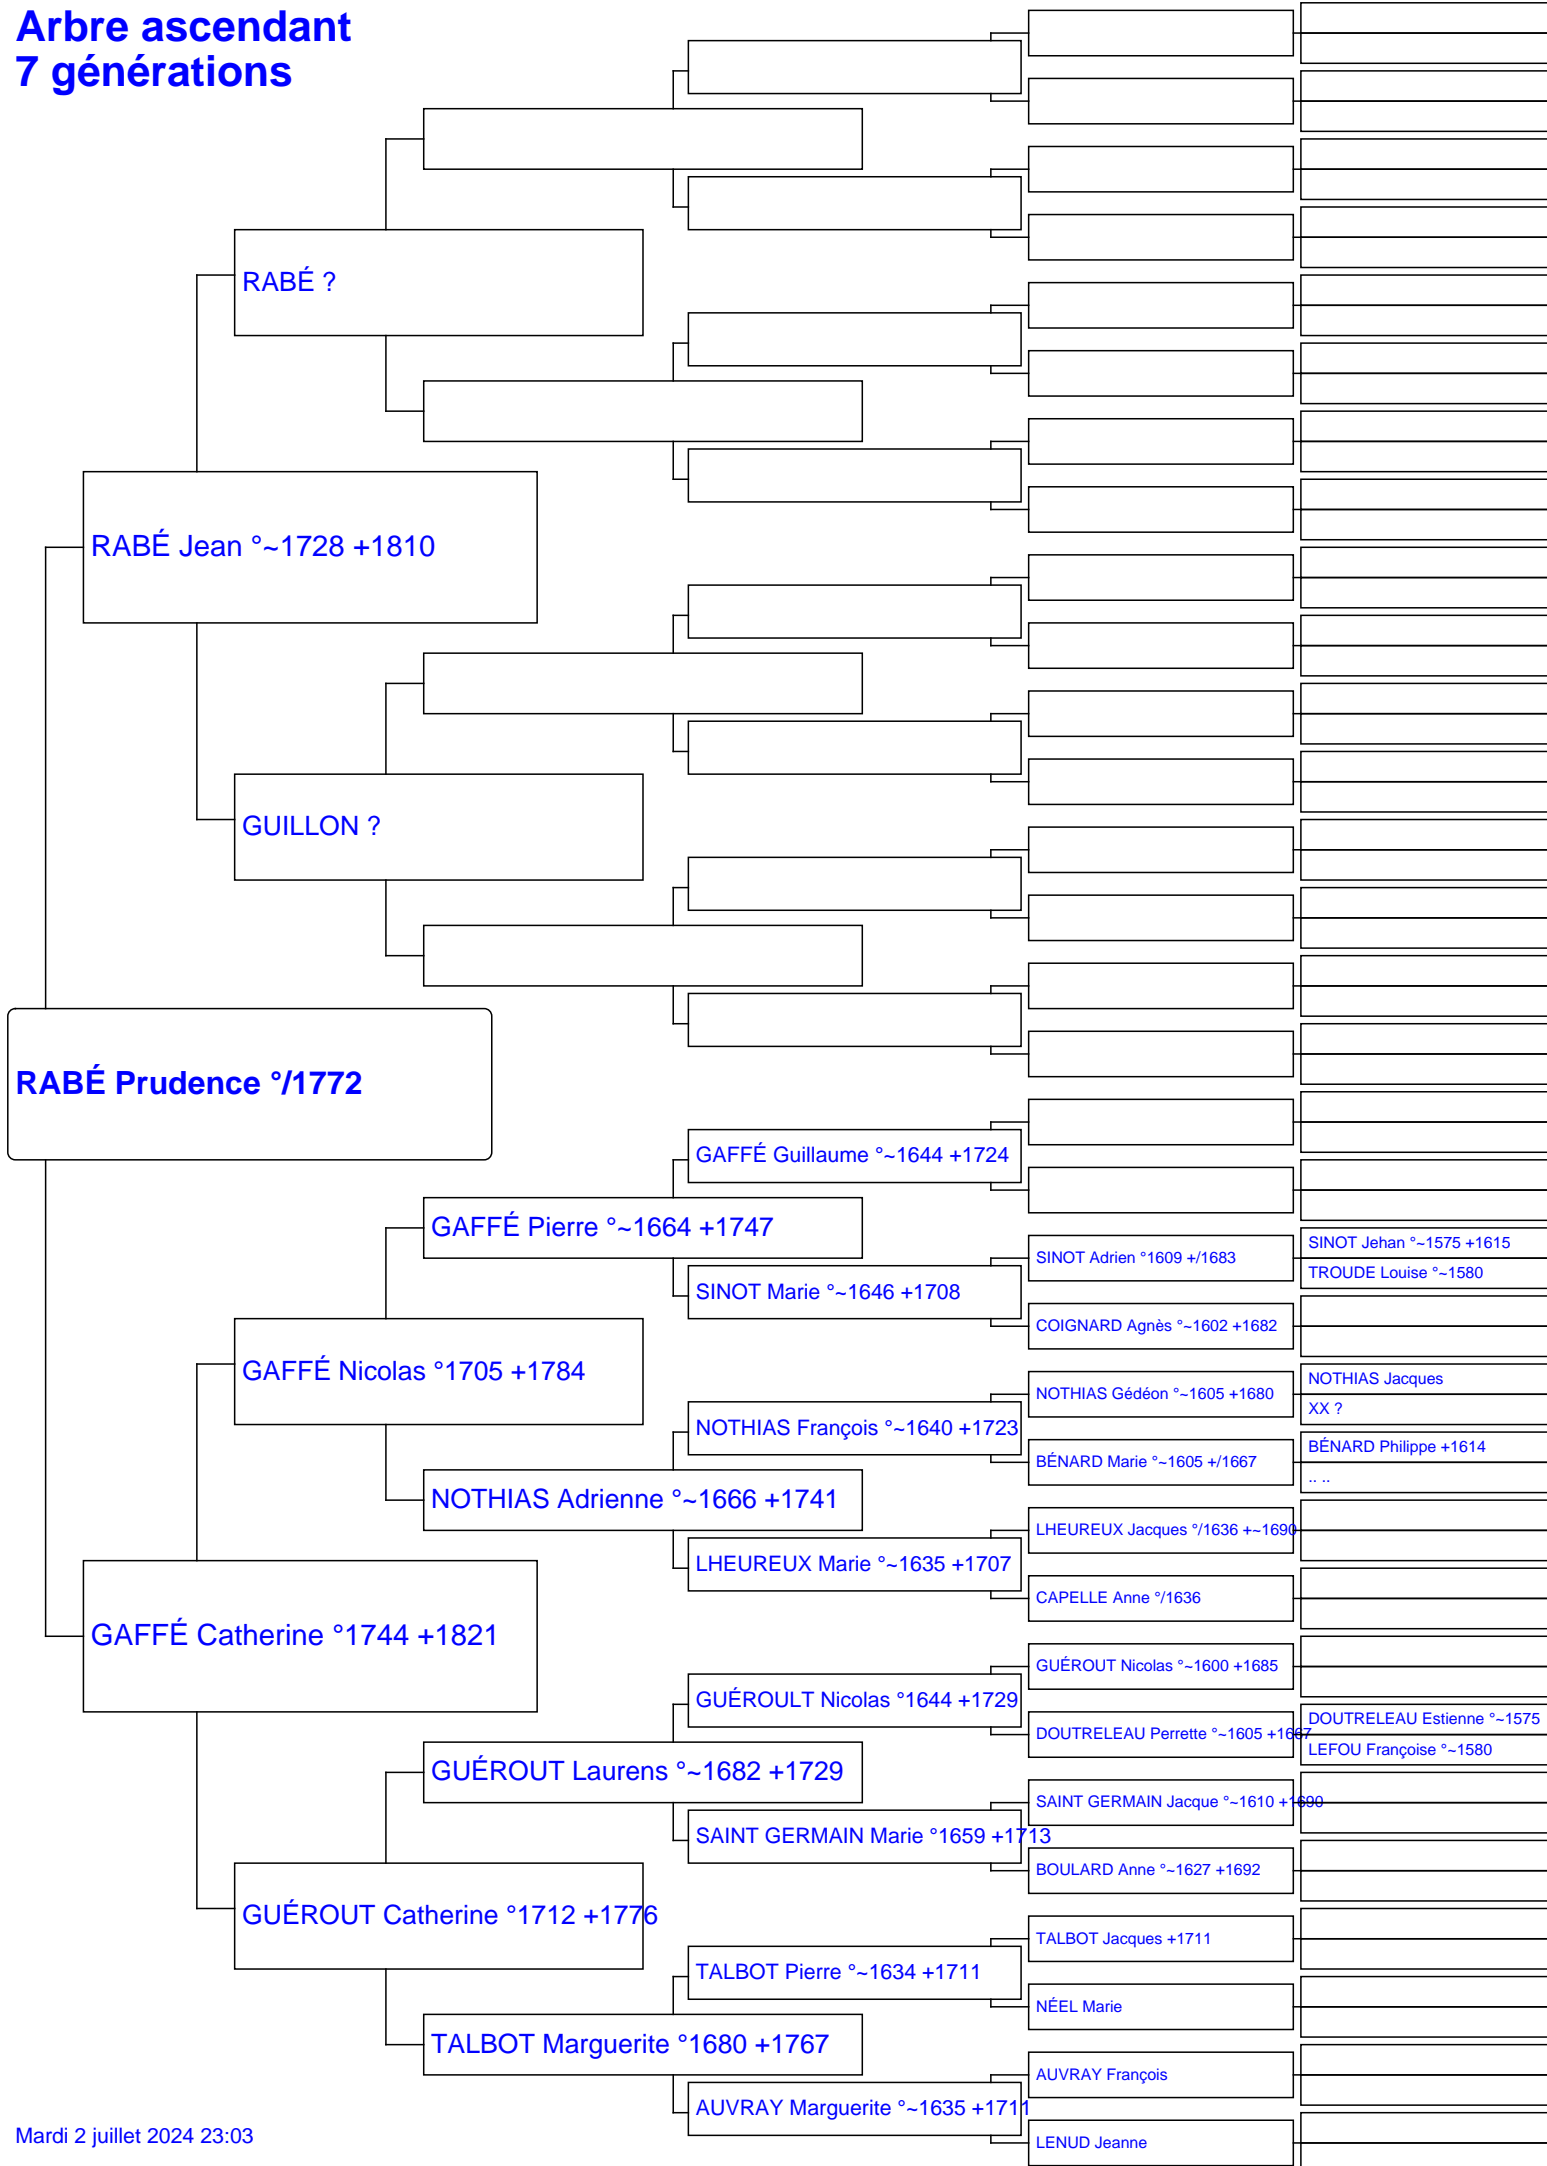 Arbre ascendant
7 générations
RABÉ ?
RABÉ Jean °~1728 +1810
GUILLON ?
RABÉ Prudence °/1772
GAFFÉ Guillaume °~1644 +1724
GAFFÉ Pierre °~1664 +1747
SINOT Adrien °1609 +/1683
SINOT Jehan °~1575 +1615
TROUDE Louise °~1580
SINOT Marie °~1646 +1708
COIGNARD Agnès °~1602 +1682
GAFFÉ Nicolas °1705 +1784
NOTHIAS Gédéon °~1605 +1680
NOTHIAS Jacques
XX ?
NOTHIAS François °~1640 +1723
BÉNARD Marie °~1605 +/1667
BÉNARD Philippe +1614
.. ..
NOTHIAS Adrienne °~1666 +1741
LHEUREUX Jacques °/1636 +~1690
LHEUREUX Marie °~1635 +1707
CAPELLE Anne °/1636
GAFFÉ Catherine °1744 +1821
GUÉROUT Nicolas °~1600 +1685
GUÉROULT Nicolas °1644 +1729
DOUTRELEAU Perrette °~1605 +1667
DOUTRELEAU Estienne °~1575
LEFOU Françoise °~1580
GUÉROUT Laurens °~1682 +1729
SAINT GERMAIN Jacque °~1610 +1690
SAINT GERMAIN Marie °1659 +1713
BOULARD Anne °~1627 +1692
GUÉROUT Catherine °1712 +1776
TALBOT Jacques +1711
TALBOT Pierre °~1634 +1711
NÉEL Marie
TALBOT Marguerite °1680 +1767
AUVRAY François
AUVRAY Marguerite °~1635 +1711
LENUD Jeanne
Mardi 2 juillet 2024 23:03